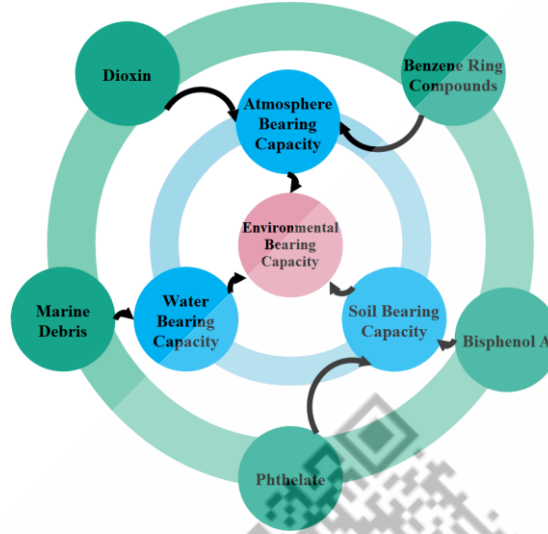 Dioxin
Benzene Ring
Compounds
Atmosphere
Bearing
Capacity
Environmental
Bearing
Capacity
Marine
Debris
Water
Bearing
Capacity
Soil Bearing
Capacity
Bisphenol A
Phthelate